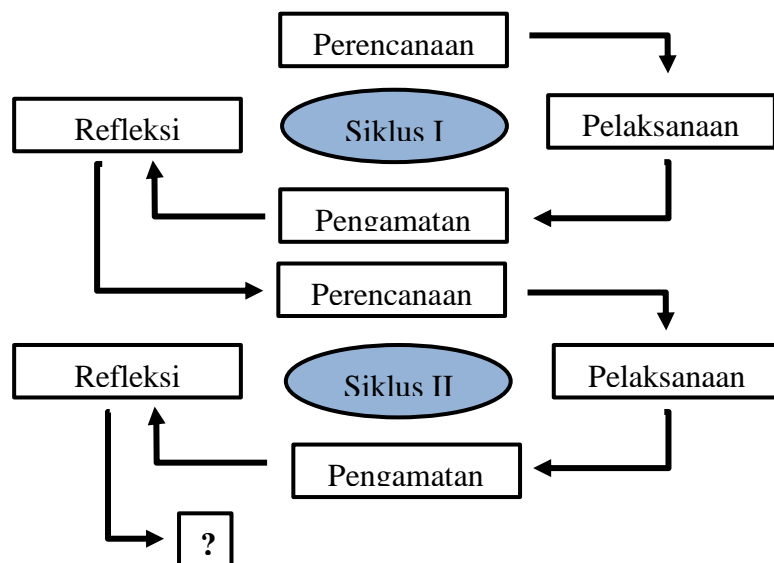 Perencanaan
Refleksi
Siklus I
Pelaksanaan
Pengamatan
Perencanaan
Refleksi
Siklus II
Pelaksanaan
Pengamatan
?